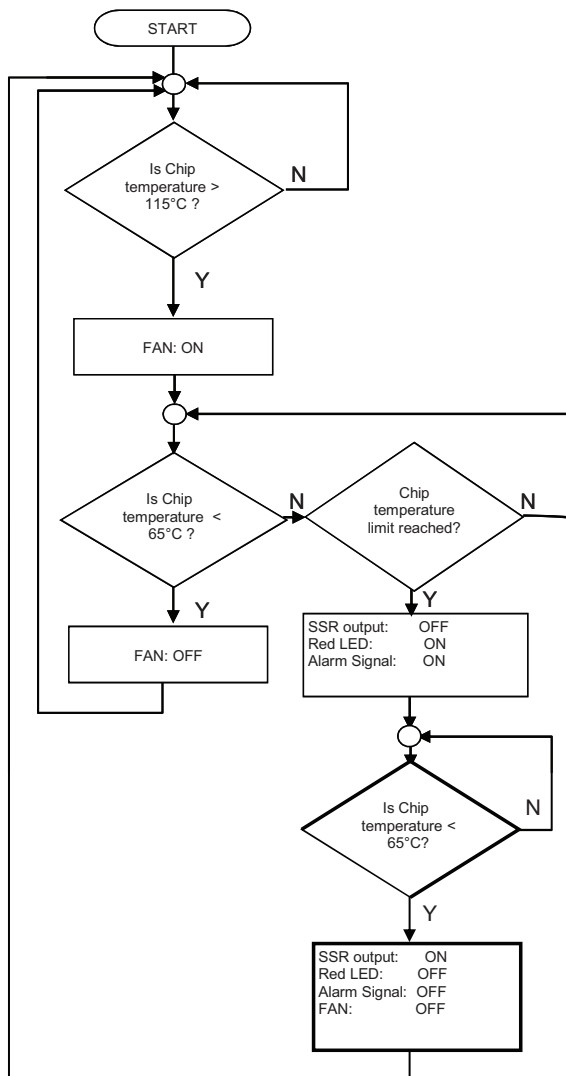 START
Is Chip
temperature >
115°C ?
N
Y
FAN: ON
Is Chip
temperature <
65°C ?
N
Chip
temperature
limit reached?
N
Y
Y
FAN: OFF
SSR output: OFF
Red LED: ON
Alarm Signal: ON
Is Chip
temperature <
65°C?
N
Y
SSR output: ON
Red LED: OFF
Alarm Signal: OFF
FAN: OFF